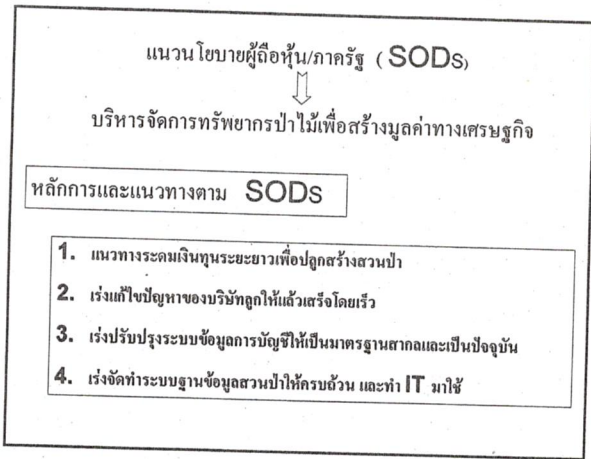 แนวนโยบายผู้ถือหุ้น/ภาครัฐ ( SODs)
บริหารจัดการทรัพยากรป่าไม้เพื่อสร้างมูลค่าทางเศรษฐกิจ
หลักการและแนวทางตาม SODs
1. แนวทางระดมเงินทุนระยะยาวเพื่อปลูกสร้างสวนป่า
2. เร่งแก้ไขปัญหาของบริษัทลูกให้แล้วเสร็จโดยเร็ว
3. เร่งปรับปรุงระบบข้อมูลการบัญชีให้เป็นมาตรฐานสากลและเป็นปัจจุบัน
4. เร่งจัดทำระบบฐานข้อมูลสวนป่าให้ครบถ้วน และทำ IT มาใช้